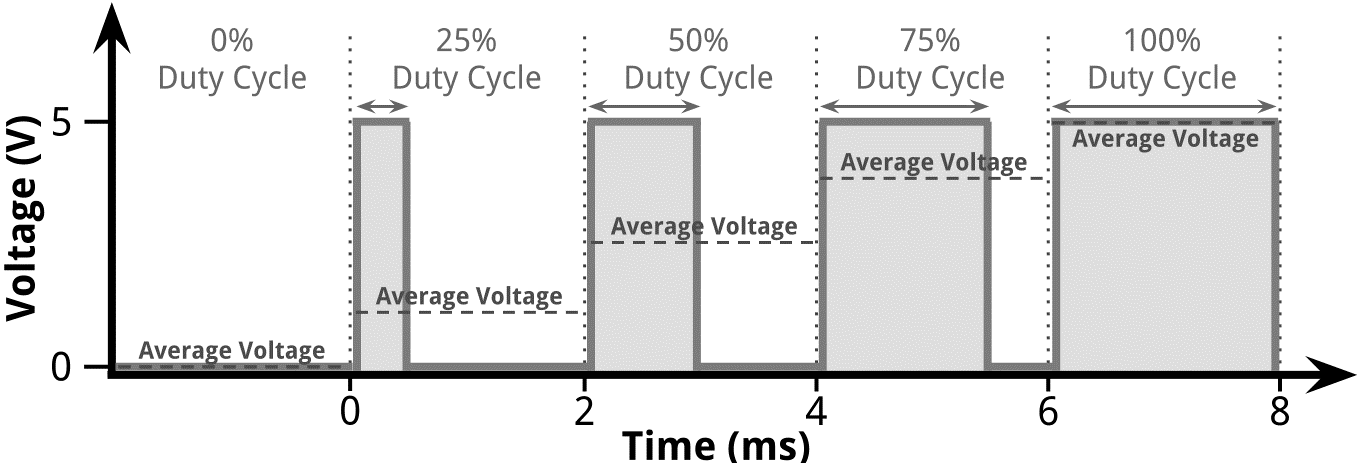 0%
Duty Cycle
25%
Duty Cycle
50%
Duty Cycle
75%
Duty Cycle
100%
Duty Cycle
Voltage (V)
5
0
Average Voltage
Average Voltage
Average Voltage
Average Voltage
Average Voltage
0 2 4 6 8
Time (ms)